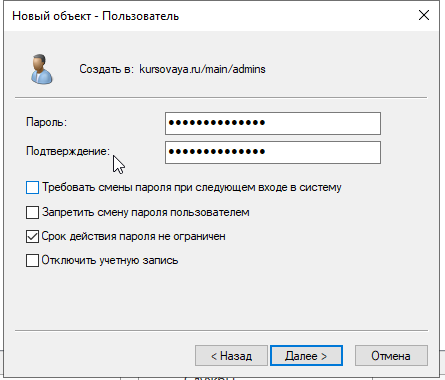 Новый объект - Пользователь
Создать в: kursovaya.ru/main/admins
Пароль: ●●●●●●●●●●●●●●
Подтверждение: ●●●●●●●●●●●●●●
Требовать смены пароля при следующем входе в систему
Запретить смену пароля пользователем
Срок действия пароля не ограничен
Отключить учетную запись
< Назад Далее > Отмена